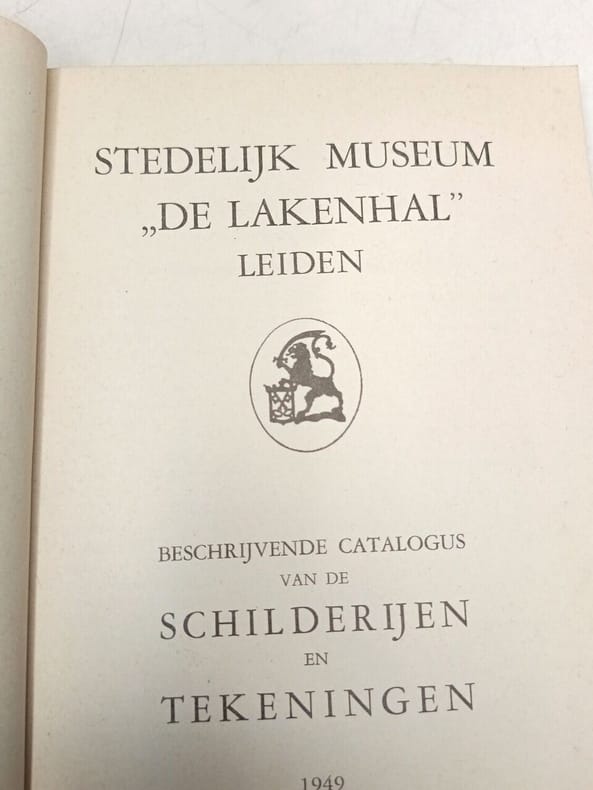 STEDELIJK MUSEUM
„DE LAKENHAL”
LEIDEN
BESCHRIJVENDE CATALOGUS
VAN DE
SCHILDERIJEN
EN
TEKENINGEN
1949